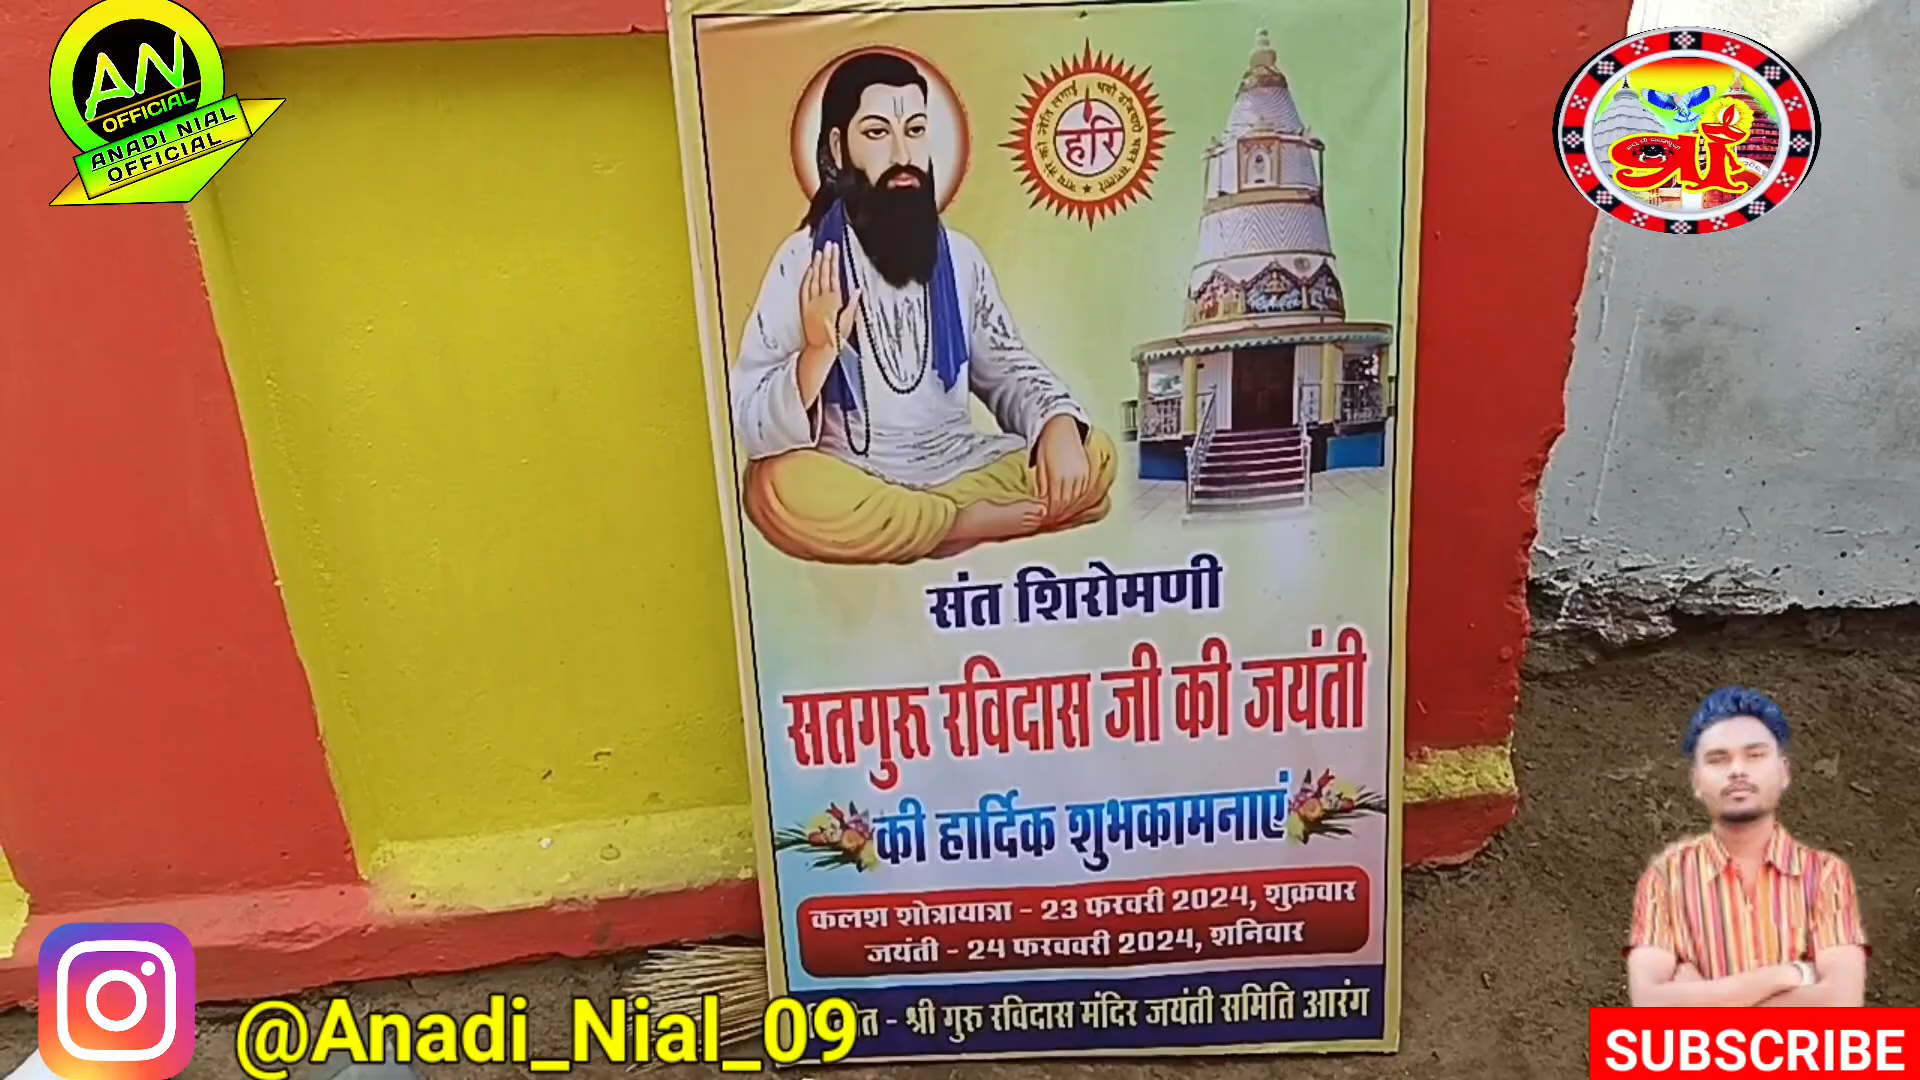 AN
OFFICIAL
ANADI NIAL
OFFICIAL
हरि
श्री
संत शिरोमणी
सतगुरू रविदास जी की जयंती
की हार्दिक शुभकामनाएं
कलश शोत्रायात्रा - 23 फरवरी 2024, शुक्रवार
जयंती - 24 फरववरी 2024, शनिवार
- श्री गुरू रविदास मंदिर जयंती समिति आरंग
@Anadi_Nial_09
SUBSCRIBE